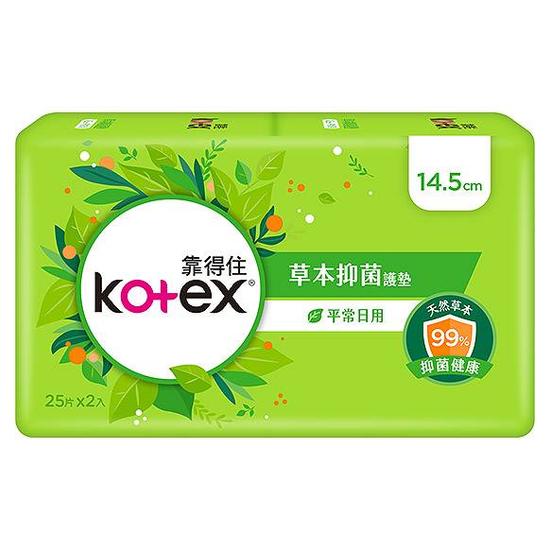 14.5cm
靠得住
kotex®
草本抑菌護墊
平常日用
天然草本
99%
抑菌健康
25片x2入